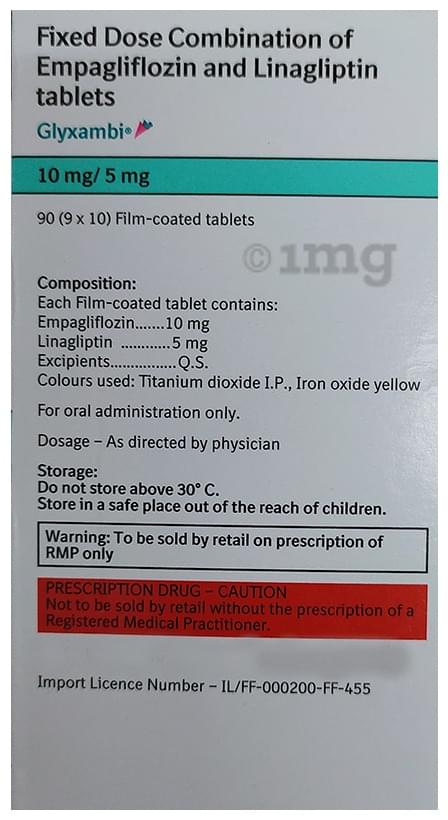 Fixed Dose Combination of
Empagliflozin and Linagliptin
tablets
Glyxambi®
10 mg/ 5 mg
90 (9 x 10) Film-coated tablets
©1mg
Composition:
Each Film-coated tablet contains:
Empagliflozin.......10 mg
Linagliptin ............5 mg
Excipients................Q.S.
Colours used: Titanium dioxide I.P., Iron oxide yellow
For oral administration only.
Dosage – As directed by physician
Storage:
Do not store above 30° C.
Store in a safe place out of the reach of children.
Warning: To be sold by retail on prescription of
RMP only
PRESCRIPTION DRUG – CAUTION
Not to be sold by retail without the prescription of a
Registered Medical Practitioner.
Import Licence Number – IL/FF-000200-FF-455